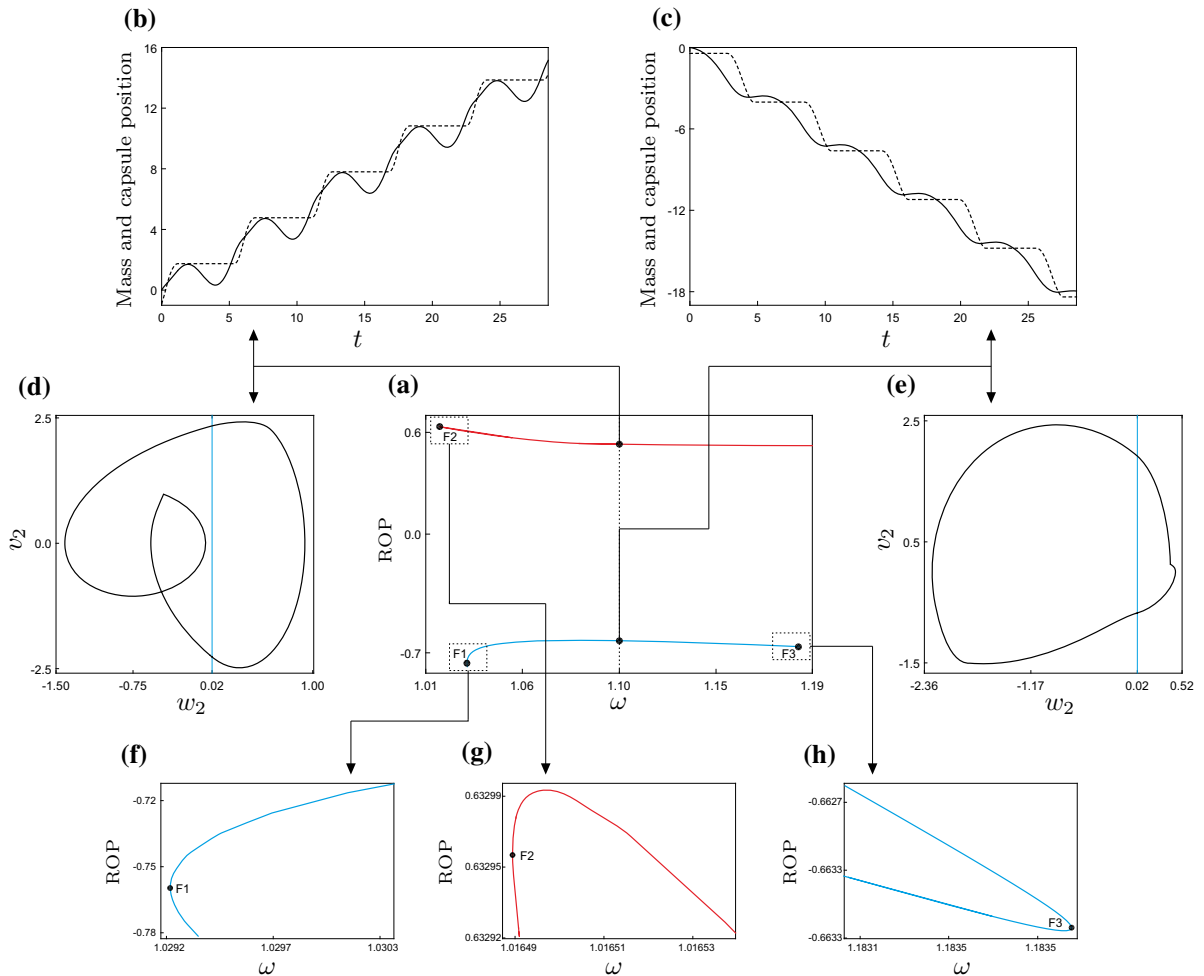 (b)
Mass and capsule position
16
12
8
4
0
0 5 10 15 20 25
t
(c)
Mass and capsule position
0
-6
-12
-18
0 5 10 15 20 25
t
(d)
v2
2.5
0.0
-2.5
-1.50 -0.75 0.02 1.00
w2
(a)
ROP
0.6
0.0
-0.7
F2
F1
F3
1.01 1.06 1.10 1.15 1.19
ω
(e)
v2
2.5
0.5
-1.5
-2.36 -1.17 0.02 0.52
w2
(f)
ROP
-0.72
-0.75
-0.78
F1
1.0292 1.0297 1.0303
ω
(g)
ROP
0.63299
0.63295
0.63292
F2
1.01649 1.01651 1.01653
ω
(h)
ROP
-0.6627
-0.6633
-0.6633
F3
1.1831 1.1835 1.1835
ω